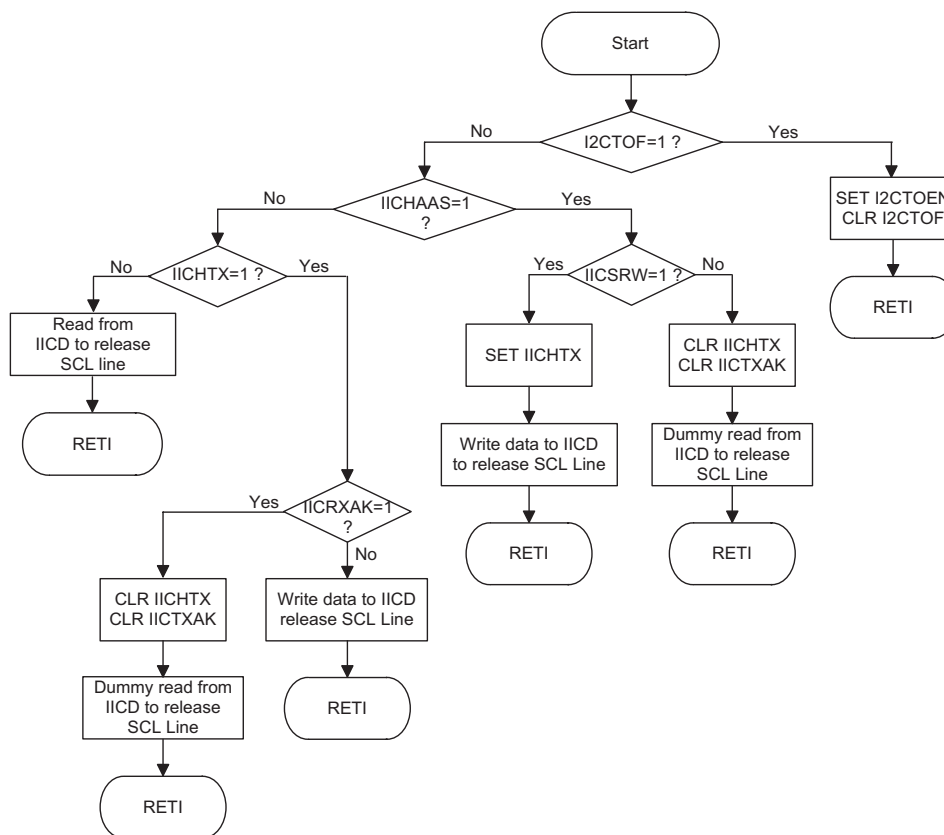 Start
I2CTOF=1 ?
No
Yes
IICHAAS=1
?
No
Yes
SET I2CTOEN
CLR I2CTOF
RETI
IICHTX=1 ?
No
Yes
IICSRW=1 ?
Yes
No
Read from
IICD to release
SCL line
RETI
SET IICHTX
CLR IICHTX
CLR IICTXAK
Write data to IICD
to release SCL Line
Dummy read from
IICD to release
SCL Line
RETI
RETI
IICRXAK=1
?
Yes
No
CLR IICHTX
CLR IICTXAK
Write data to IICD
release SCL Line
Dummy read from
IICD to release
SCL Line
RETI
RETI